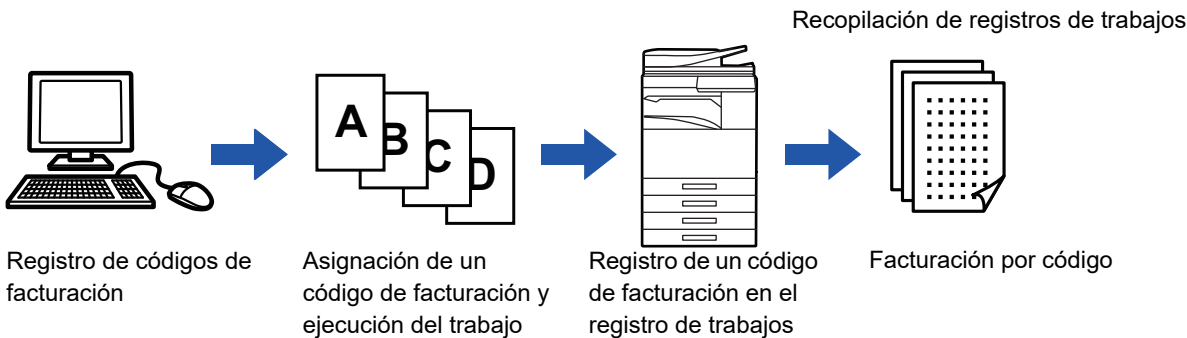 Recopilación de registros de trabajos
A
B
C
D
Registro de códigos de
facturación
Asignación de un
código de facturación y
ejecución del trabajo
Registro de un código
de facturación en el
registro de trabajos
Facturación por código